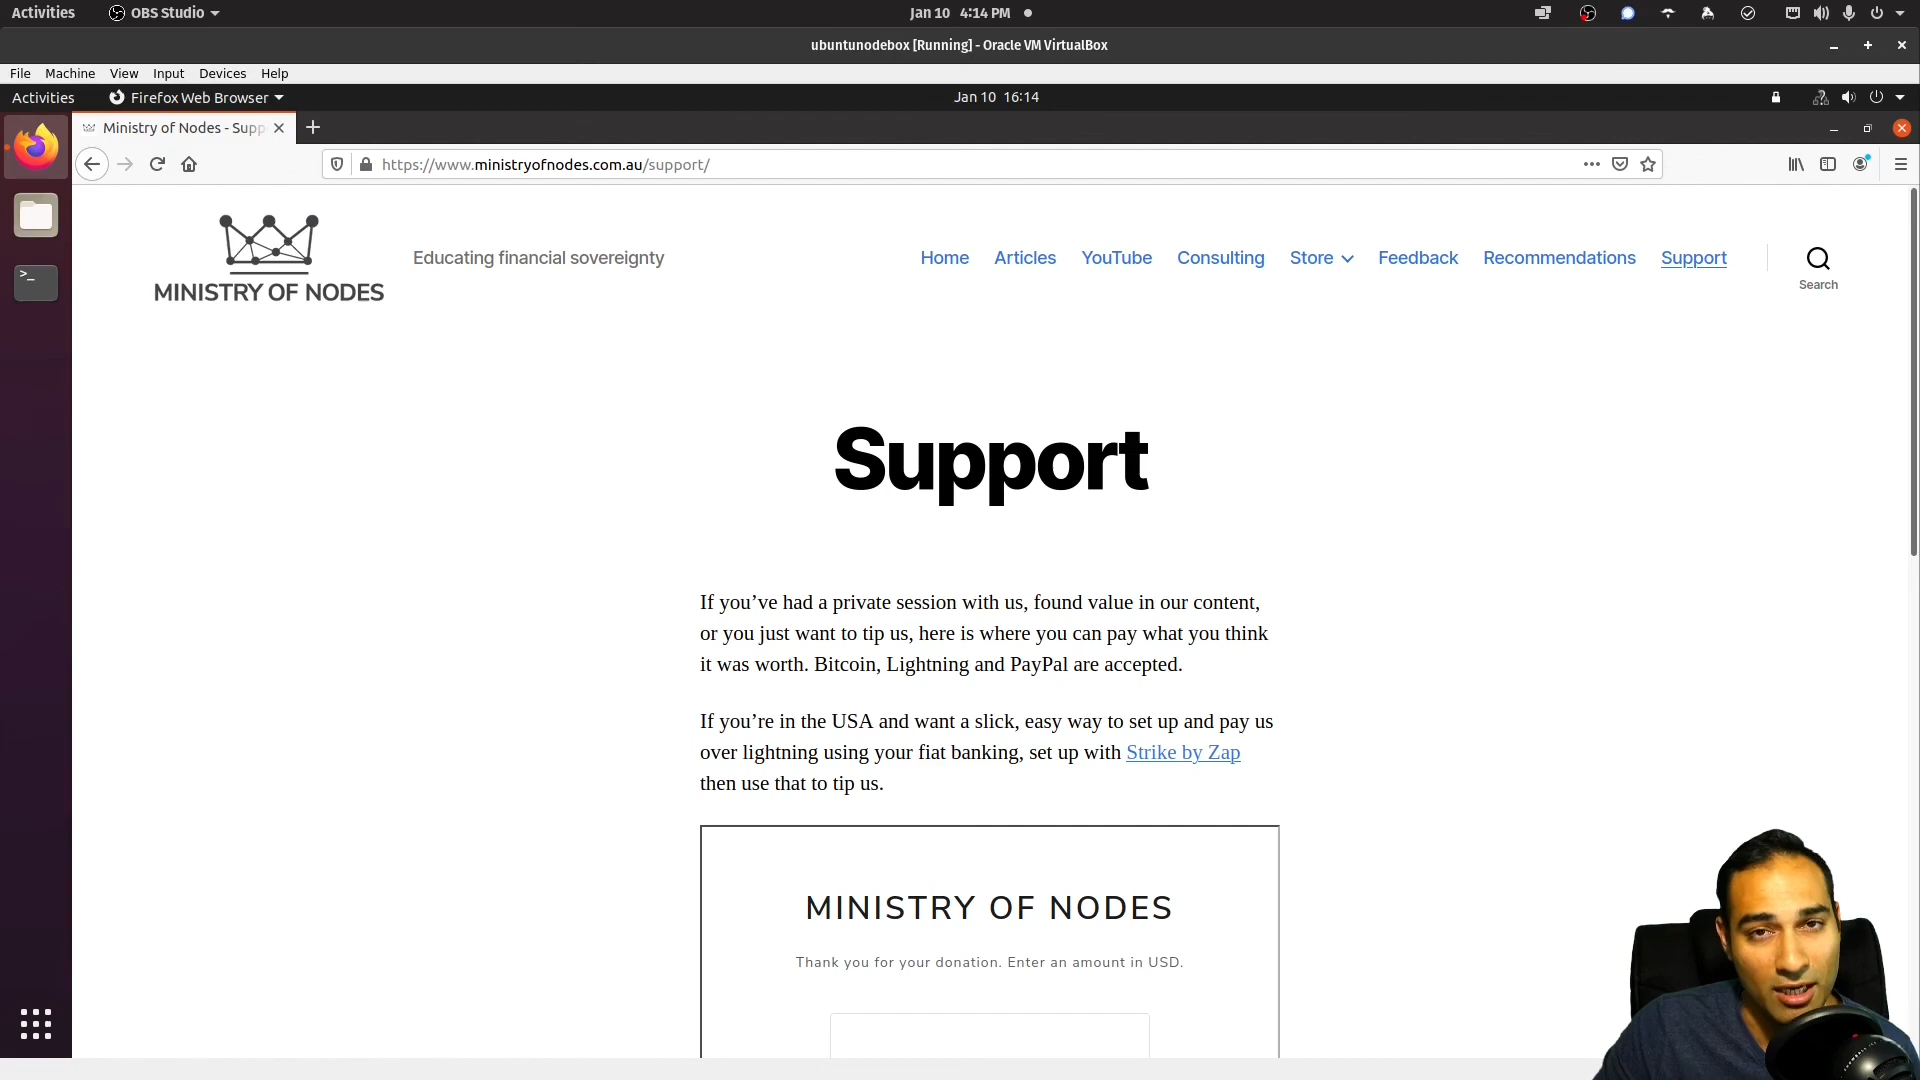 Activities OBS Studio Jan 10 4:14 PM
ubuntunodebox [Running] - Oracle VM VirtualBox
File Machine View Input Devices Help
Activities Firefox Web Browser Jan 10 16:14
Ministry of Nodes - Supp
https://www.ministryofnodes.com.au/support/
MINISTRY OF NODES
Educating financial sovereignty
Home Articles YouTube Consulting Store Feedback Recommendations Support
Search
Support
If you’ve had a private session with us, found value in our content,
or you just want to tip us, here is where you can pay what you think
it was worth. Bitcoin, Lightning and PayPal are accepted.
If you’re in the USA and want a slick, easy way to set up and pay us
over lightning using your fiat banking, set up with Strike by Zap
then use that to tip us.
MINISTRY OF NODES
Thank you for your donation. Enter an amount in USD.